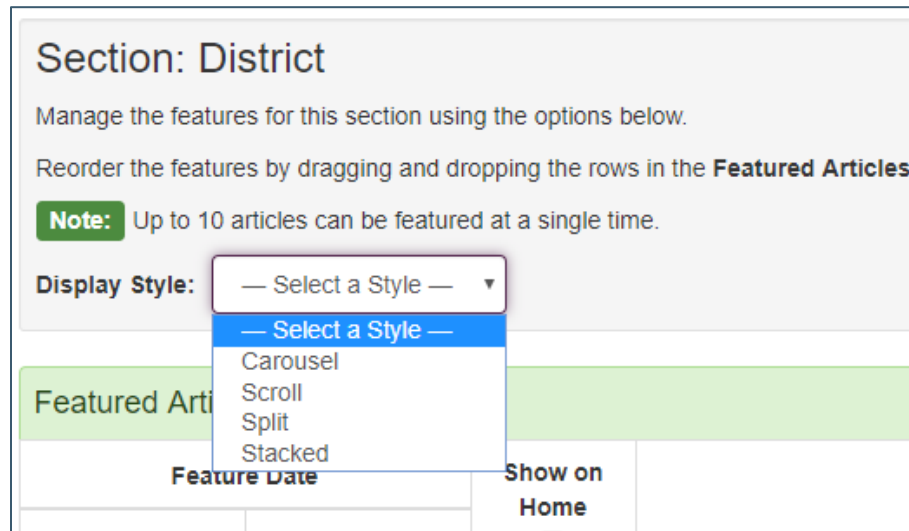 Section: District
Manage the features for this section using the options below.
Reorder the features by dragging and dropping the rows in the Featured Articles
Note: Up to 10 articles can be featured at a single time.
Display Style: — Select a Style —
— Select a Style —
Carousel
Scroll
Split
Stacked
Featured
Feature Date
Show on
Home